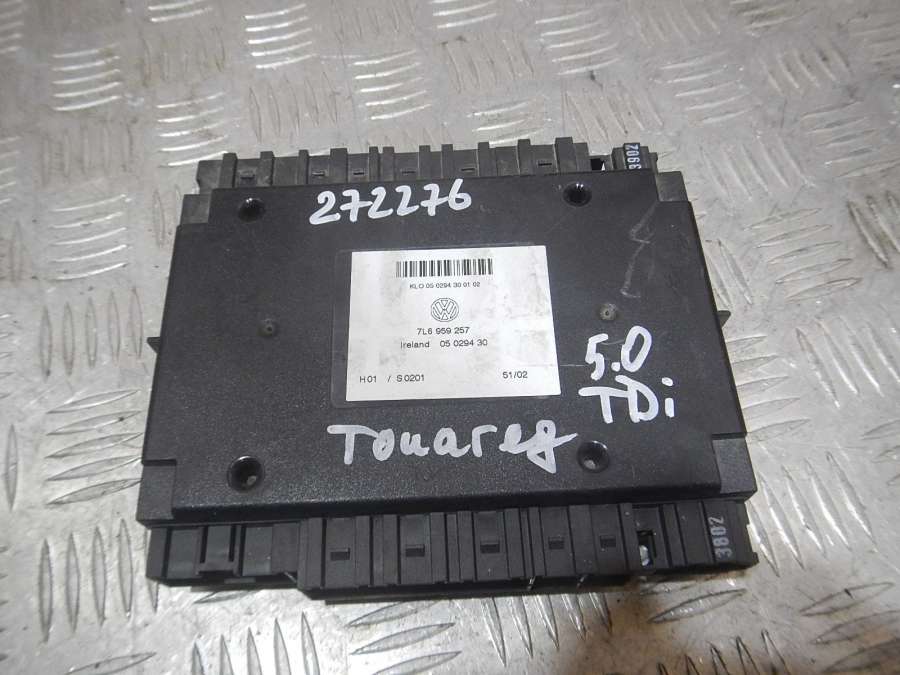 3902
272276
KLO 05 0294 30 01 02
7L6 959 257
Ireland 05 0294 30
H01 / S0201 51/02
5.0
TDi
Touareg
3802